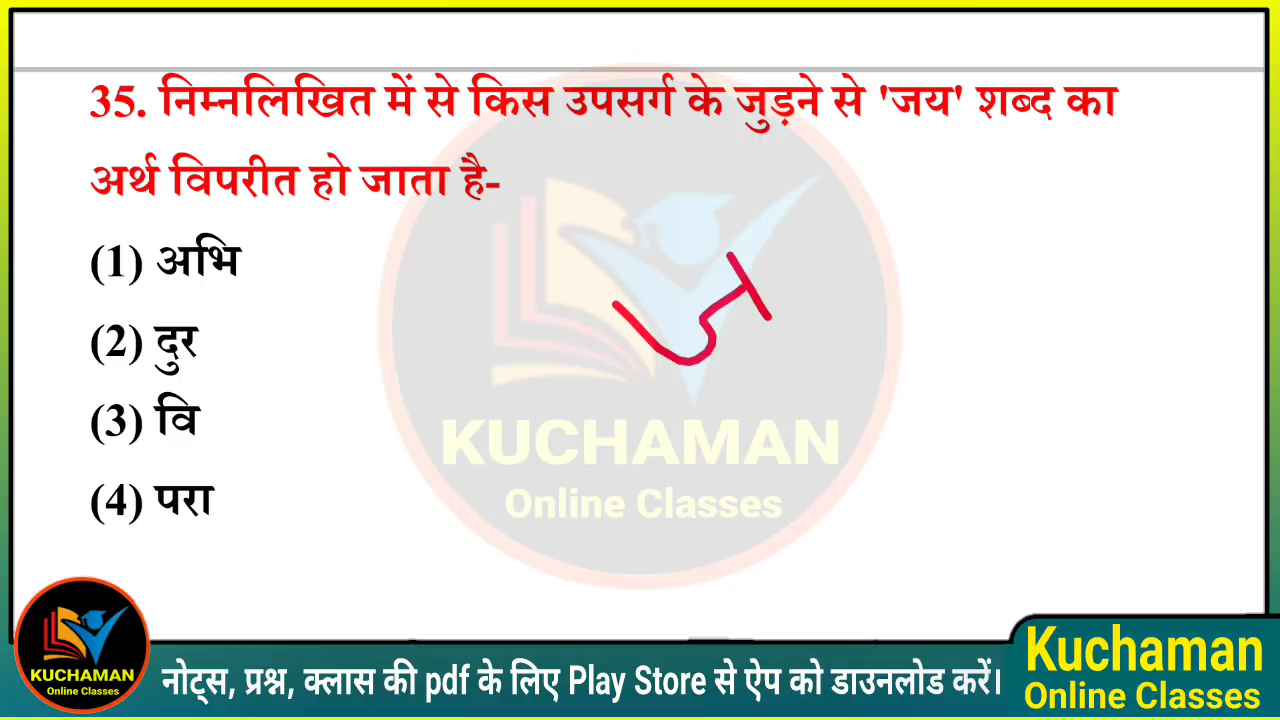 35. निम्नलिखित में से किस उपसर्ग के जुड़ने से 'जय' शब्द का
अर्थ विपरीत हो जाता है-
(1) अभि
(2) दुर
(3) वि
(4) परा
KUCHAMAN
Online Classes
KUCHAMAN
Online Classes
नोट्स, प्रश्न, क्लास की pdf के लिए Play Store से ऐप को डाउनलोड करें।
Kuchaman
Online Classes